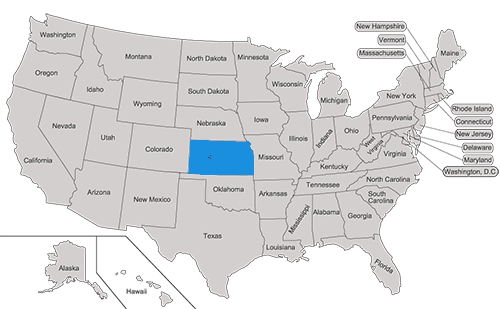 New Hampshire
Vermont
Massachusetts
Washington
Montana
North Dakota
Minnesota
Maine
Oregon
Idaho
Wyoming
South Dakota
Wisconsin
Michigan
New York
Rhode Island
Connecticut
New Jersey
Delaware
Maryland
Washington, D.C
Nevada
Utah
Colorado
Nebraska
Iowa
Illinois
Indiana
Ohio
Pennsylvania
California
Arizona
New Mexico
Missouri
Kentucky
West
Virginia
Virginia
Oklahoma
Arkansas
Tennessee
North Carolina
South
Carolina
Texas
Louisiana
Mississippi
Alabama
Georgia
Florida
Alaska
Hawaii